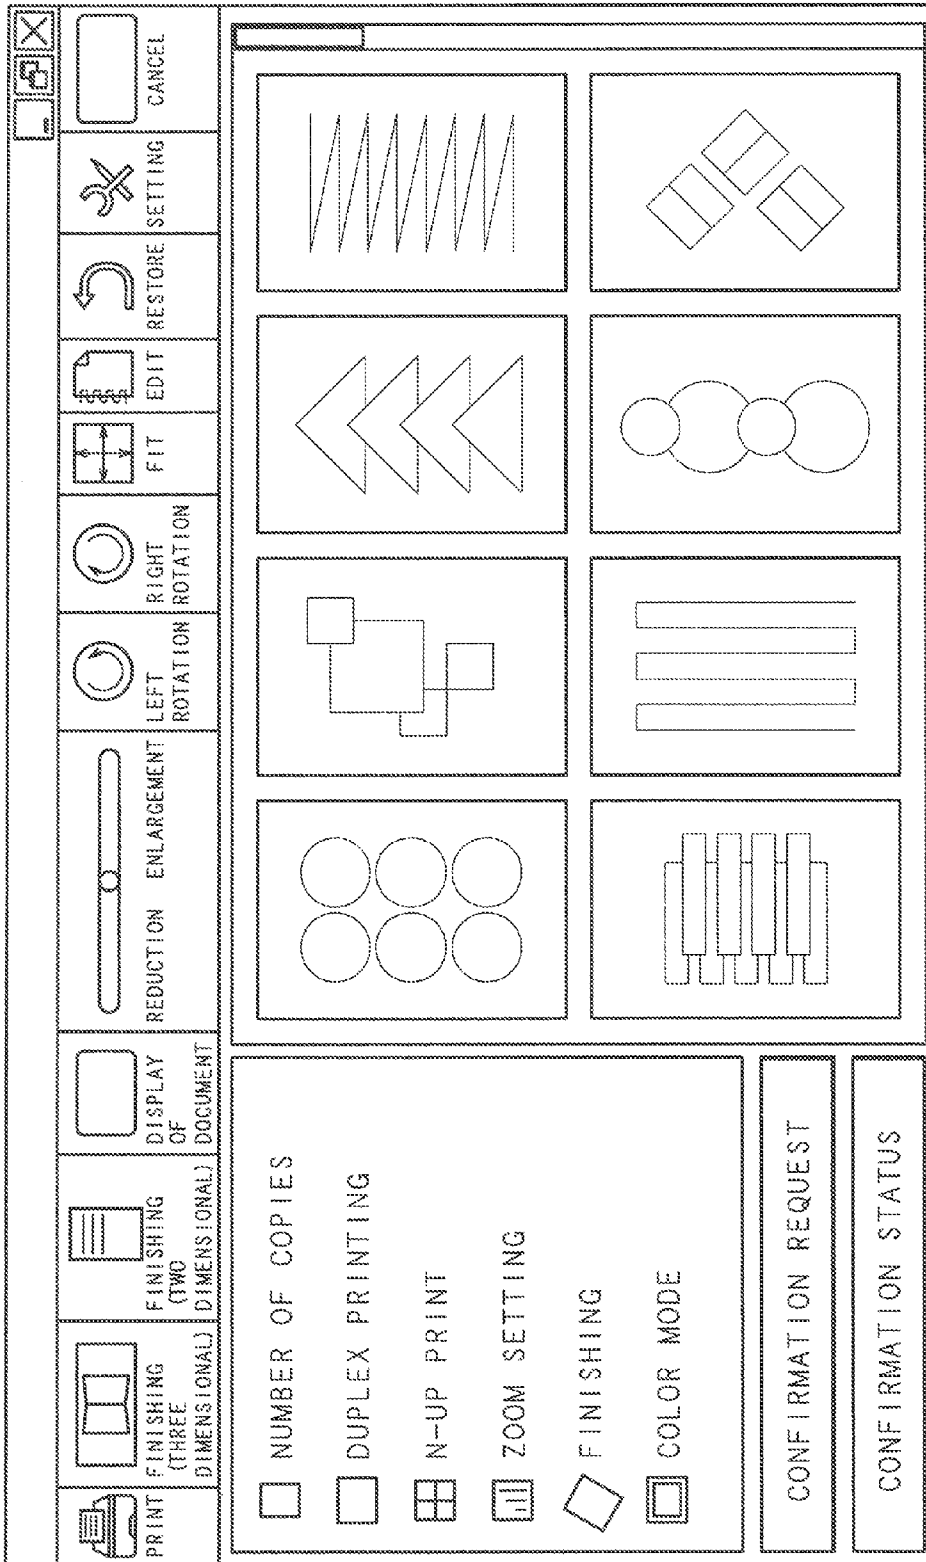 PRINT
FINISHING
(THREE
DIMENSIONAL)
FINISHING
(TWO
DIMENSIONAL)
DISPLAY
OF
DOCUMENT
REDUCTION ENLARGEMENT
LEFT
ROTATION
RIGHT
ROTATION
FIT
EDIT
RESTORE
SETTING
CANCEL
NUMBER OF COPIES
DUPLEX PRINTING
N-UP PRINT
ZOOM SETTING
FINISHING
COLOR MODE
CONFIRMATION REQUEST
CONFIRMATION STATUS